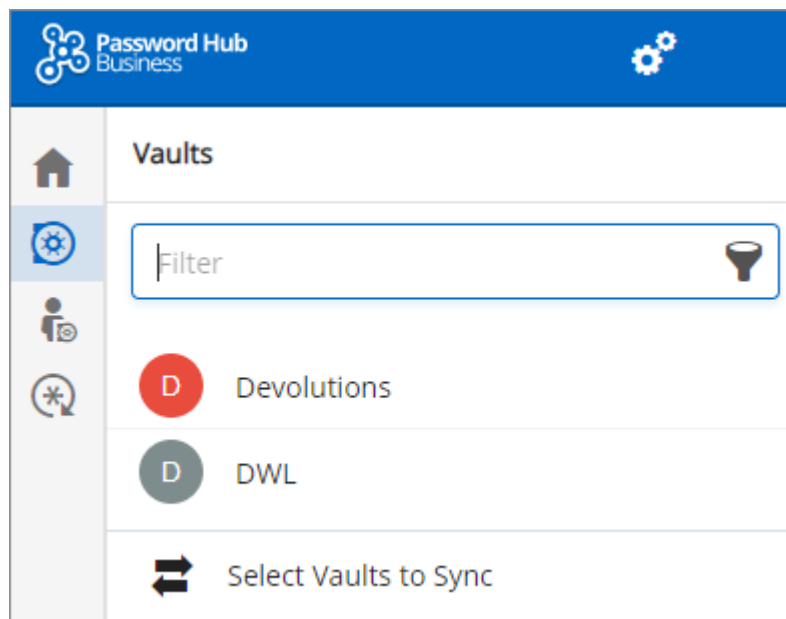 Password Hub
Business
Vaults
Filter
D Devolutions
D DWL
Select Vaults to Sync